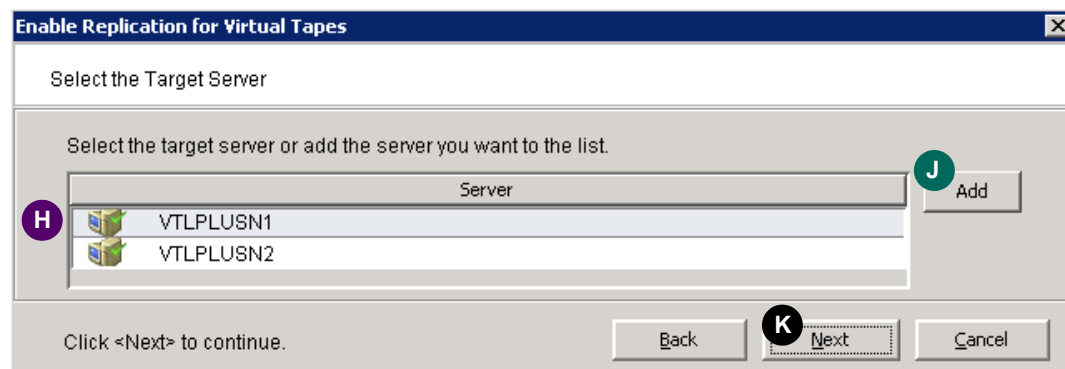 Enable Replication for Virtual Tapes
Select the Target Server
Select the target server or add the server you want to the list.
Server
J
Add
H
VTLPLUSN1
VTLPLUSN2
Click <Next> to continue.
Back
K
Next
Cancel